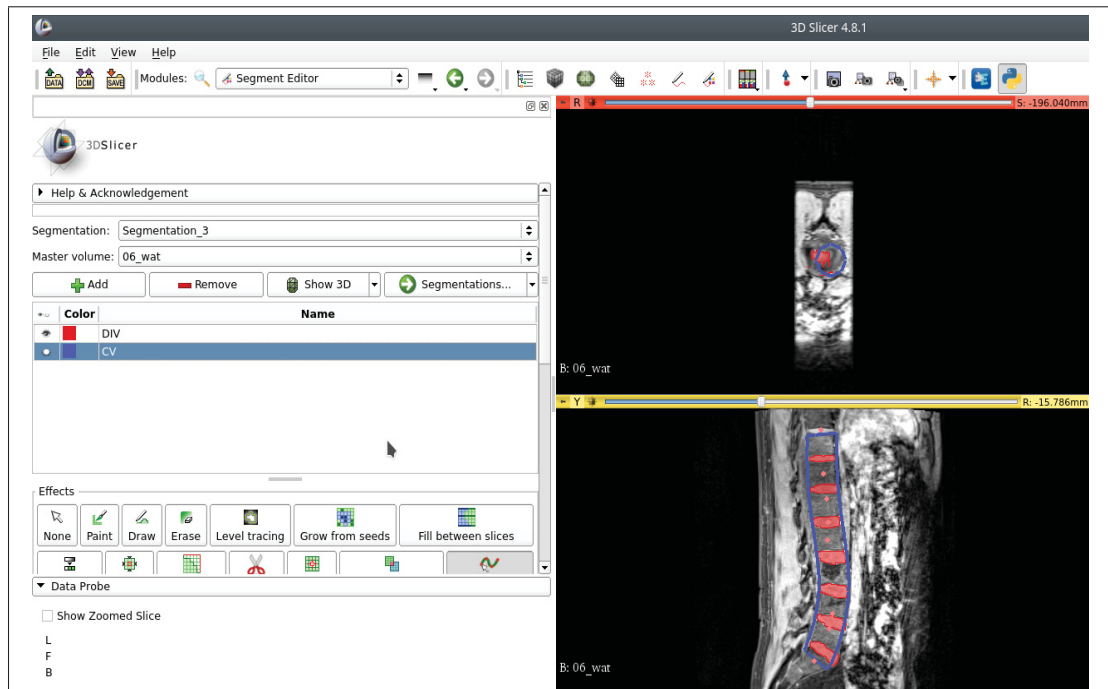 3D Slicer 4.8.1
File Edit View Help
DATA DCM SAVE Modules: Segment Editor
R S: -196.040mm
3DSlicer
Help & Acknowledgement
Segmentation: Segmentation_3
Master volume: 06_wat
Add Remove Show 3D Segmentations...
Color Name
DIV
CV
B: 06_wat
Y R: -15.786mm
Effects
None Paint Draw Erase Level tracing Grow from seeds Fill between slices
Data Probe
Show Zoomed Slice
L
F
B
B: 06_wat